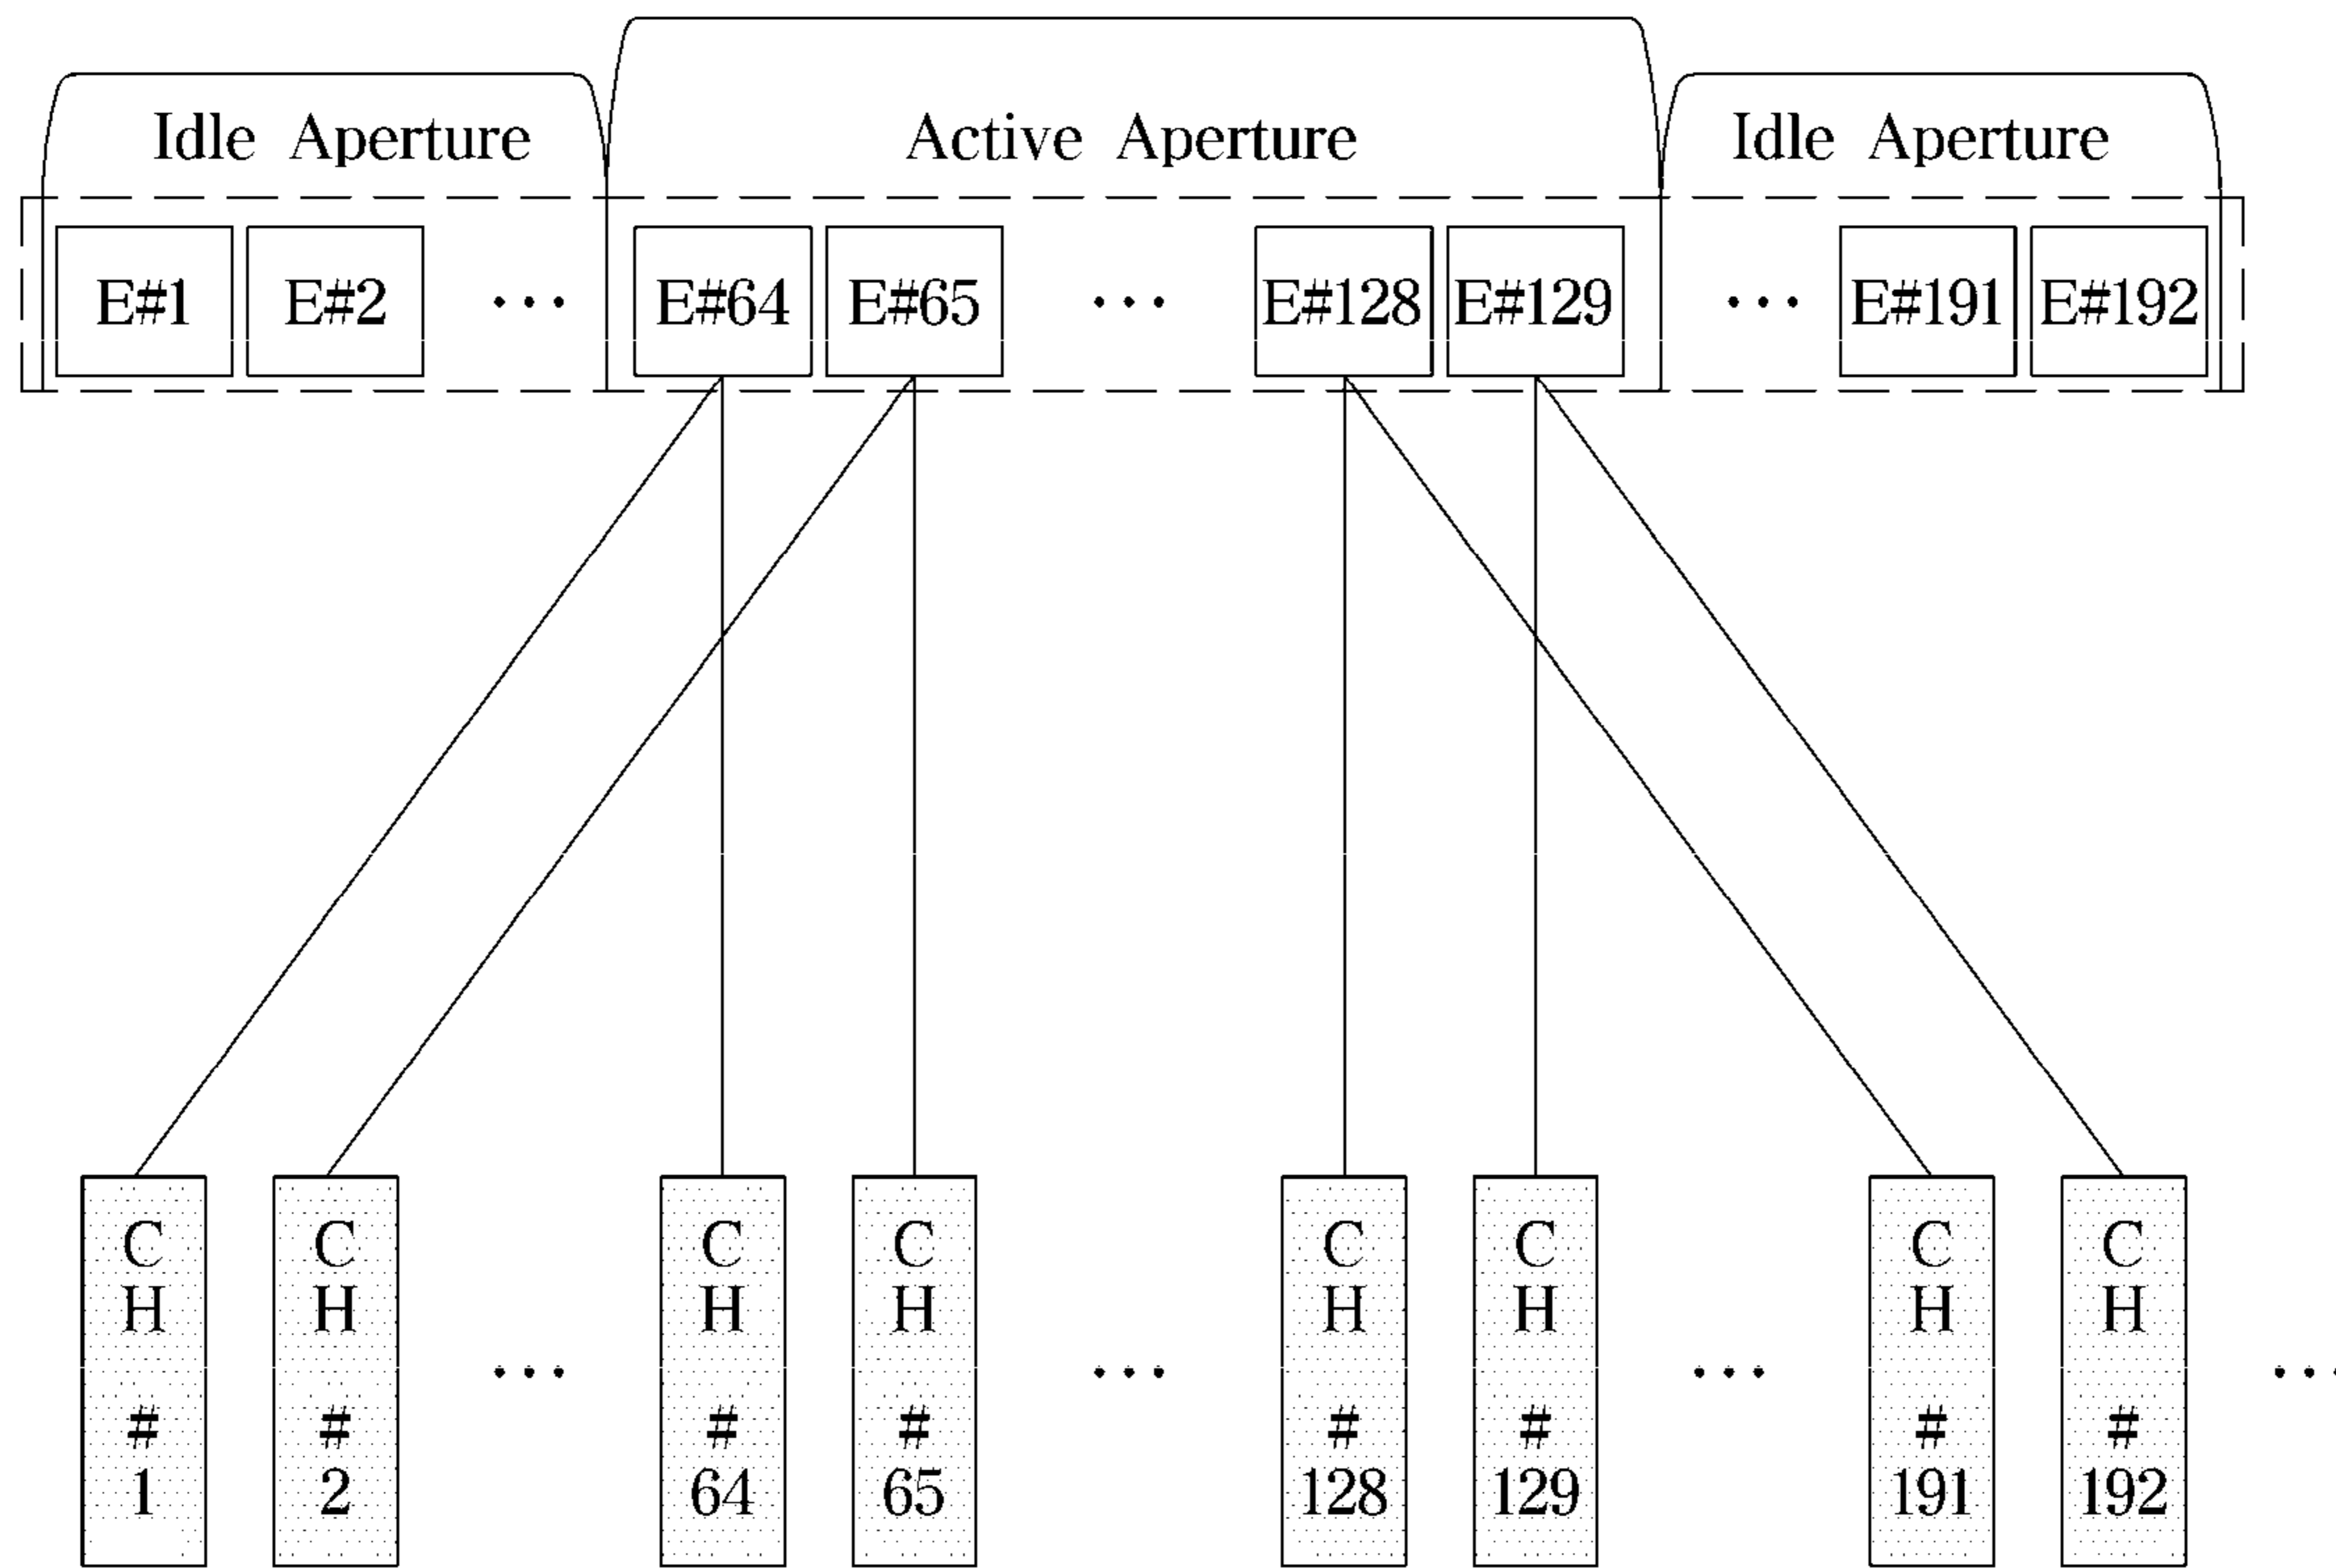 Idle Aperture Active Aperture Idle Aperture
E#1 E#2 ... E#64 E#65 ... E#128 E#129 ... E#191 E#192
C C C C C C C C
H H H H H H H H
... ... ... ...
# # # # # # # #
1 2 64 65 128 129 191 192